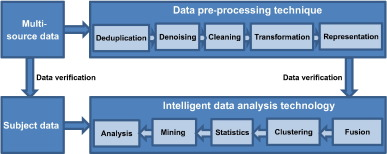 Multi-
source data
Data pre-processing technique
Deduplication
Denoising
Cleaning
Transformation
Representation
Data verification
Data verification
Subject data
Intelligent data analysis technology
Analysis
Mining
Statistics
Clustering
Fusion